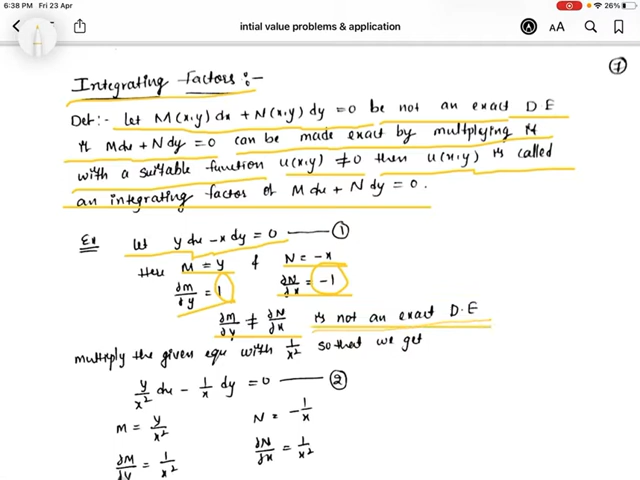 6:38 PM Fri 23 Apr
26%
intial value problems & application
AA
7
Integrating Factors :-
Def :- Let M(x,y) dx + N(x,y) dy = 0 be not an exact D E
if Mdx + Ndy = 0 can be made exact by multplying it
with a suitable function u(x,y) ≠ 0 then u(x,y) is called
an integrating factor of M dx + N dy = 0.
Ex let y dx - x dy = 0 —— 1
Here M = y & N = -x
∂m/∂y = 1 ∂N/∂x = -1
∂m/∂y ≠ ∂N/∂x is not an exact D.E
multiply the given equ with 1/x² so that we get
y/x² dx - 1/x dy = 0 —— 2
M = y/x² N = -1/x
∂M/∂y = 1/x² ∂N/∂x = 1/x²